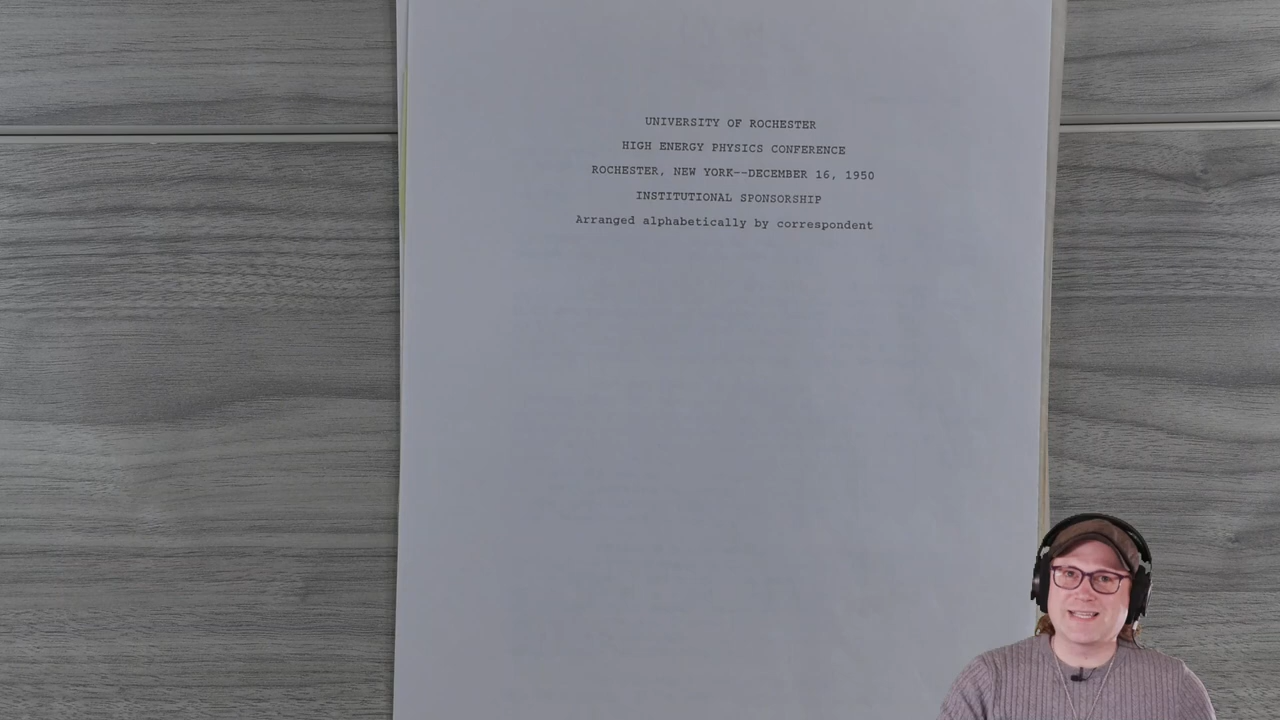 UNIVERSITY OF ROCHESTER
HIGH ENERGY PHYSICS CONFERENCE
ROCHESTER, NEW YORK--DECEMBER 16, 1950
INSTITUTIONAL SPONSORSHIP
Arranged alphabetically by correspondent